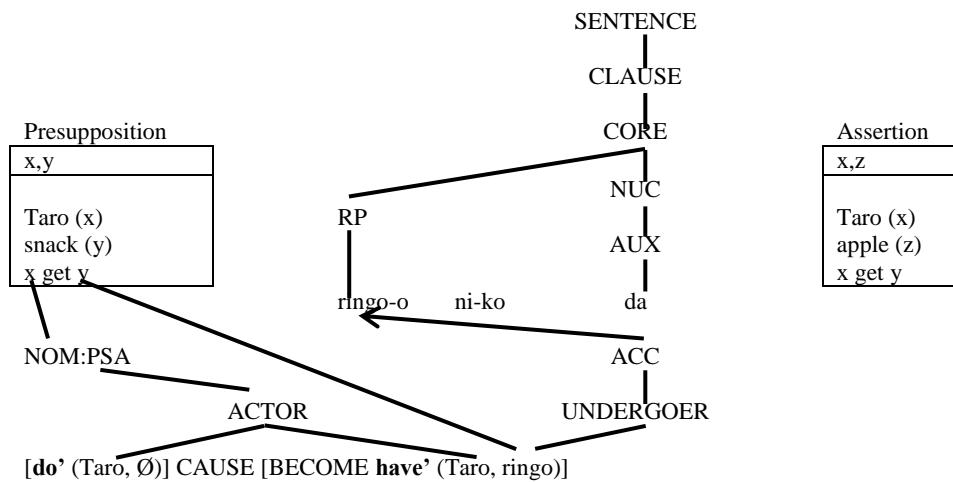 SENTENCE
CLAUSE
Presupposition CORE Assertion
x,y x,z
NUC
Taro (x) RP Taro (x)
snack (y) AUX apple (z)
x get y x get y
ringo-o ni-ko da
NOM:PSA ACC
ACTOR UNDERGOER
[do’ (Taro, Ø)] CAUSE [BECOME have’ (Taro, ringo)]